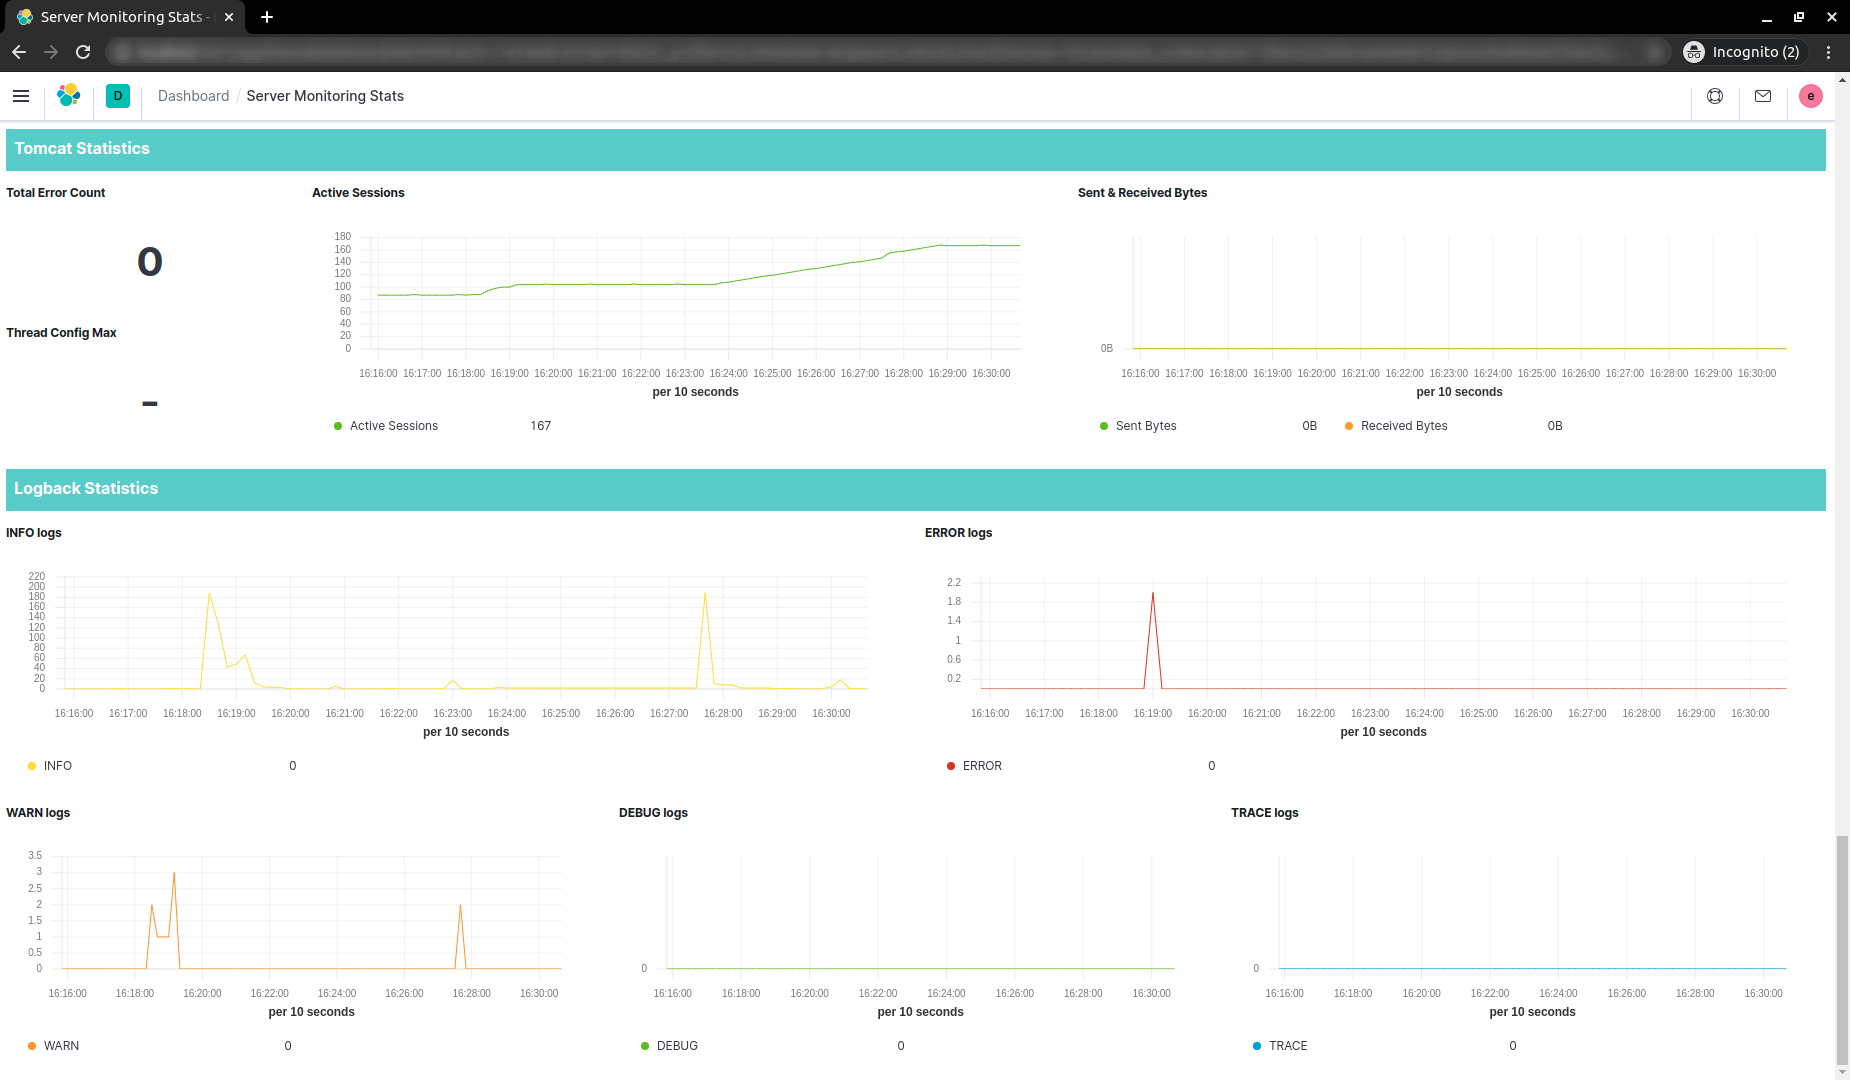 Server Monitoring Stats -
Incognito (2)
D
Dashboard / Server Monitoring Stats
e
Tomcat Statistics
Total Error Count
0
Thread Config Max
-
Active Sessions
180
160
140
120
100
80
60
40
20
0
16:16:00 16:17:00 16:18:00 16:19:00 16:20:00 16:21:00 16:22:00 16:23:00 16:24:00 16:25:00 16:26:00 16:27:00 16:28:00 16:29:00 16:30:00
per 10 seconds
Active Sessions 167
Sent & Received Bytes
0B
16:16:00 16:17:00 16:18:00 16:19:00 16:20:00 16:21:00 16:22:00 16:23:00 16:24:00 16:25:00 16:26:00 16:27:00 16:28:00 16:29:00 16:30:00
per 10 seconds
Sent Bytes 0B Received Bytes 0B
Logback Statistics
INFO logs
220
200
180
160
140
120
100
80
60
40
20
0
16:16:00 16:17:00 16:18:00 16:19:00 16:20:00 16:21:00 16:22:00 16:23:00 16:24:00 16:25:00 16:26:00 16:27:00 16:28:00 16:29:00 16:30:00
per 10 seconds
INFO 0
ERROR logs
2.2
1.8
1.4
1
0.6
0.2
16:16:00 16:17:00 16:18:00 16:19:00 16:20:00 16:21:00 16:22:00 16:23:00 16:24:00 16:25:00 16:26:00 16:27:00 16:28:00 16:29:00 16:30:00
per 10 seconds
ERROR 0
WARN logs
3.5
3
2.5
2
1.5
1
0.5
0
16:16:00 16:18:00 16:20:00 16:22:00 16:24:00 16:26:00 16:28:00 16:30:00
per 10 seconds
WARN 0
DEBUG logs
0
16:16:00 16:18:00 16:20:00 16:22:00 16:24:00 16:26:00 16:28:00 16:30:00
per 10 seconds
DEBUG 0
TRACE logs
0
16:16:00 16:18:00 16:20:00 16:22:00 16:24:00 16:26:00 16:28:00 16:30:00
per 10 seconds
TRACE 0